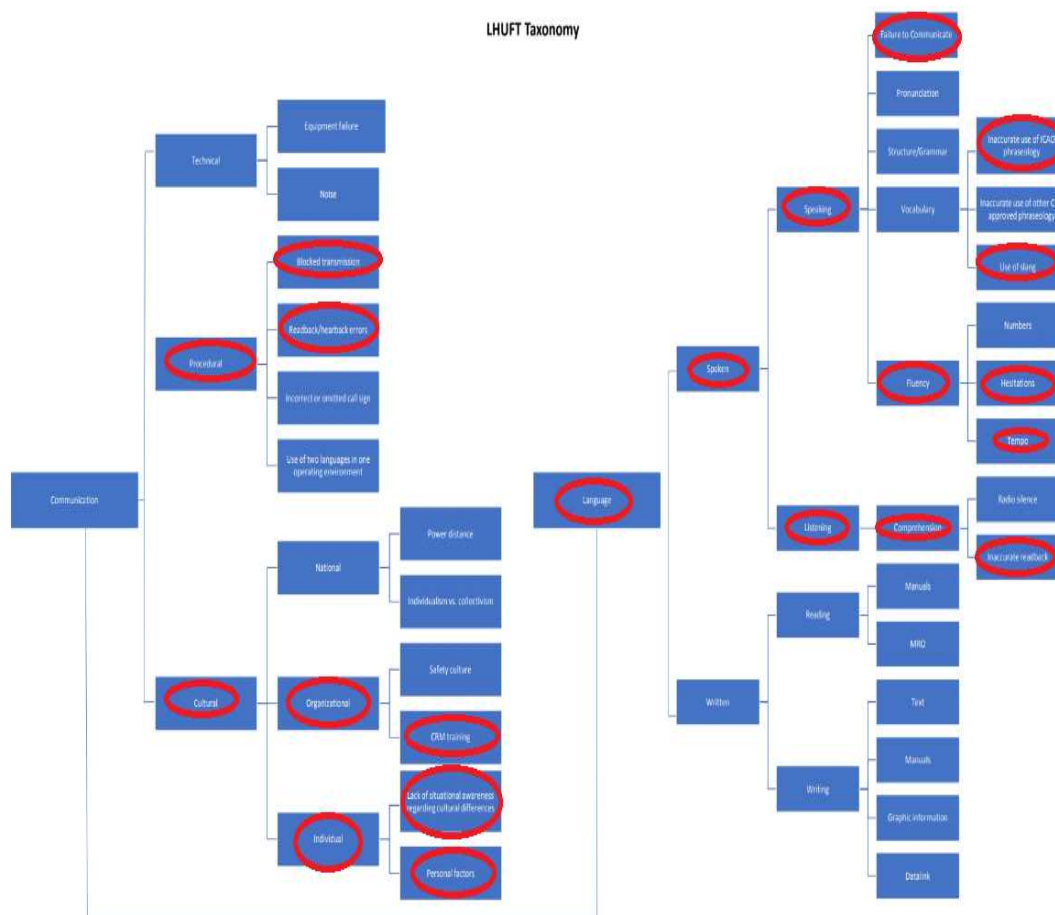 LHUFT Taxonomy
Communication
Technical
Equipment failure
Noise
Procedural
Blocked transmission
Readback/hearback errors
Incorrect or omitted call sign
Use of two languages in one
operating environment
Cultural
National
Power distance
Individualism vs. collectivism
Organizational
Safety culture
CRM training
Individual
Lack of situational awareness
regarding cultural differences
Personal factors
Language
Spoken
Speaking
Failure to Communicate
Pronunciation
Structure/Grammar
Vocabulary
Inaccurate use of ICAO
phraseology
Inaccurate use of other
approved phraseology
Use of slang
Fluency
Numbers
Hesitations
Tempo
Listening
Comprehension
Radio silence
Inaccurate readback
Written
Reading
Manuals
MRO
Writing
Text
Manuals
Graphic information
Datalink